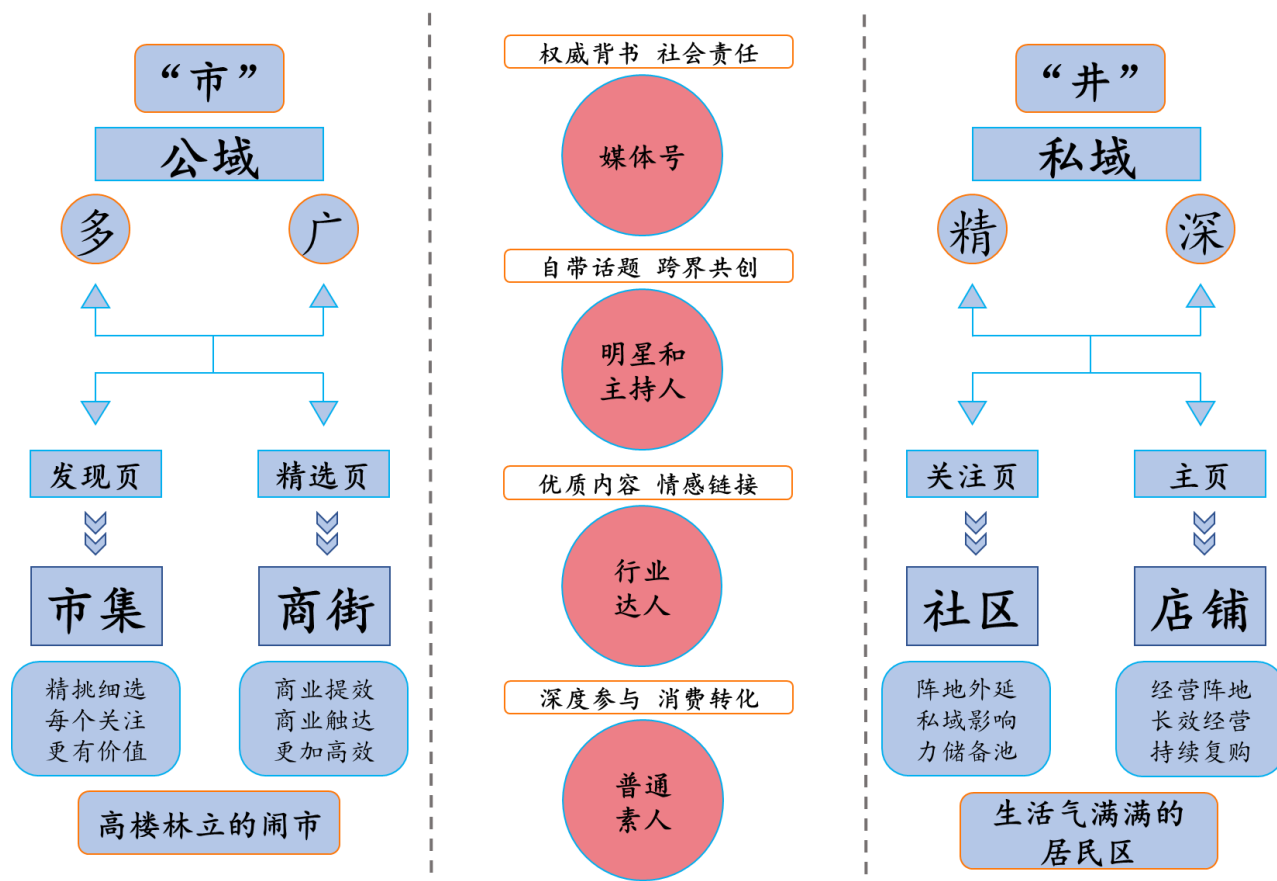 “市”
公域
多
广
发现页
精选页
市集
商街
精挑细选
每个关注
更有价值
商业提效
商业触达
更加高效
高楼林立的闹市
权威背书 社会责任
媒体号
自带话题 跨界共创
明星和
主持人
优质内容 情感链接
行业
达人
深度参与 消费转化
普通
素人
“井”
私域
精
深
关注页
主页
社区
店铺
阵地外延
私域影响
力储备池
经营阵地
长效经营
持续复购
生活气满满的
居民区